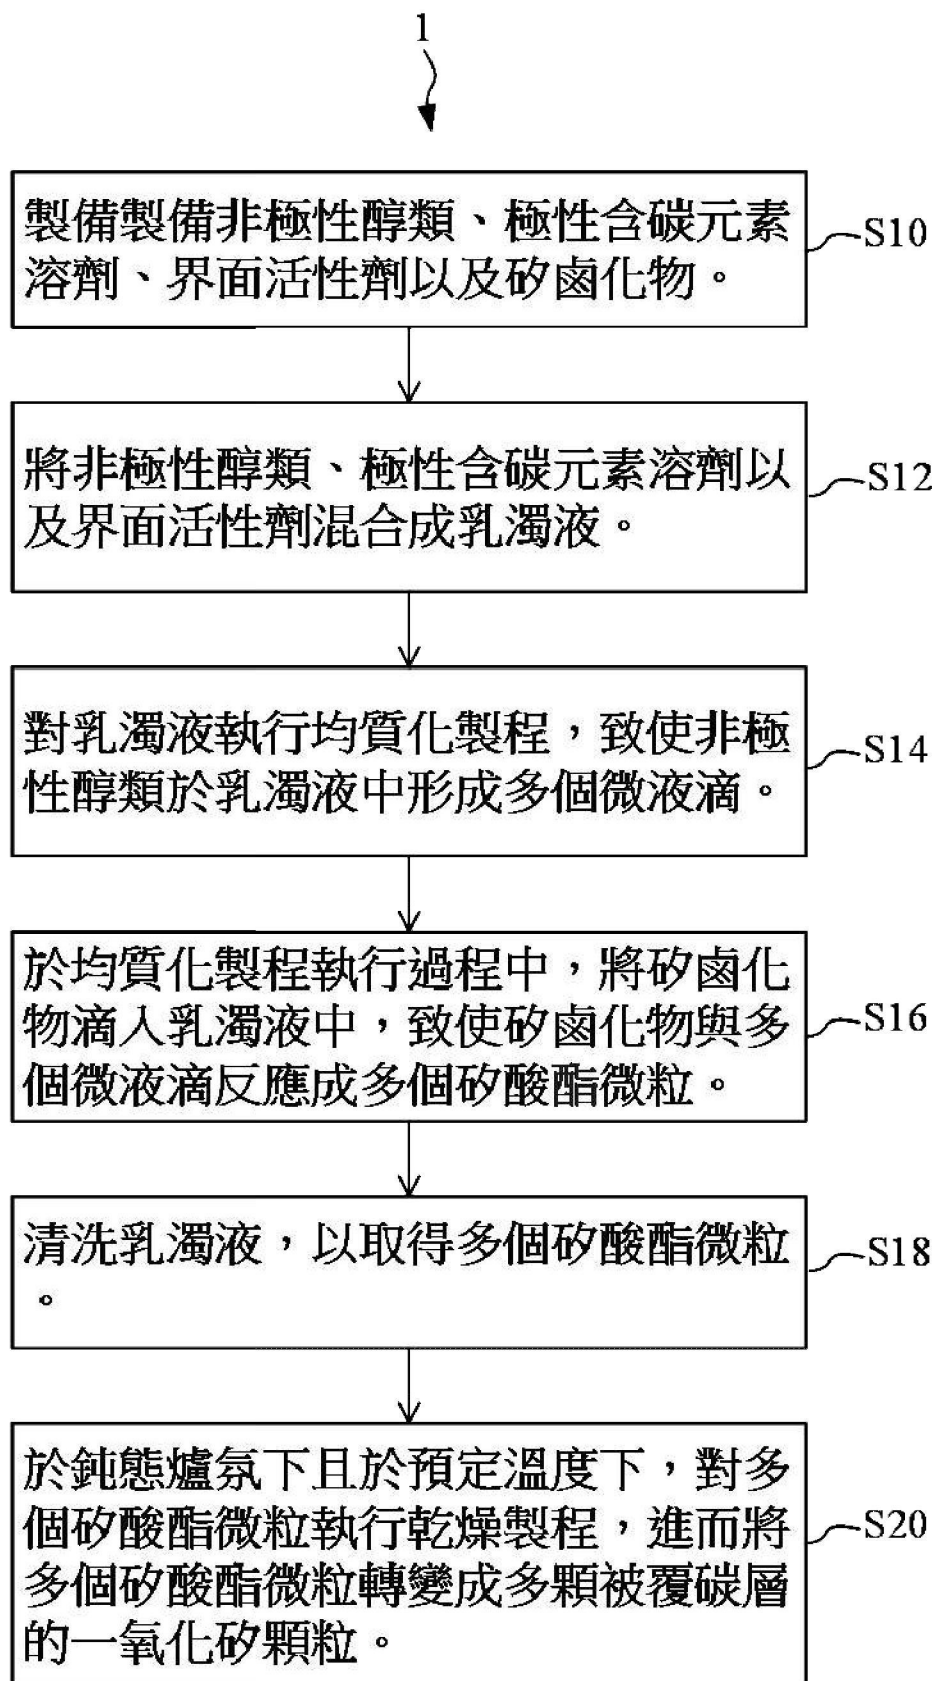 1
製備製備非極性醇類、極性含碳元素
溶劑、界面活性劑以及矽鹵化物。
S10
將非極性醇類、極性含碳元素溶劑以
及界面活性劑混合成乳濁液。
S12
對乳濁液執行均質化製程，致使非極
性醇類於乳濁液中形成多個微液滴。
S14
於均質化製程執行過程中，將矽鹵化
物滴入乳濁液中，致使矽鹵化物與多
個微液滴反應成多個矽酸酯微粒。
S16
清洗乳濁液，以取得多個矽酸酯微粒
。
S18
於鈍態爐氛下且於預定溫度下，對多
個矽酸酯微粒執行乾燥製程，進而將
多個矽酸酯微粒轉變成多顆被覆碳層
的一氧化矽顆粒。
S20